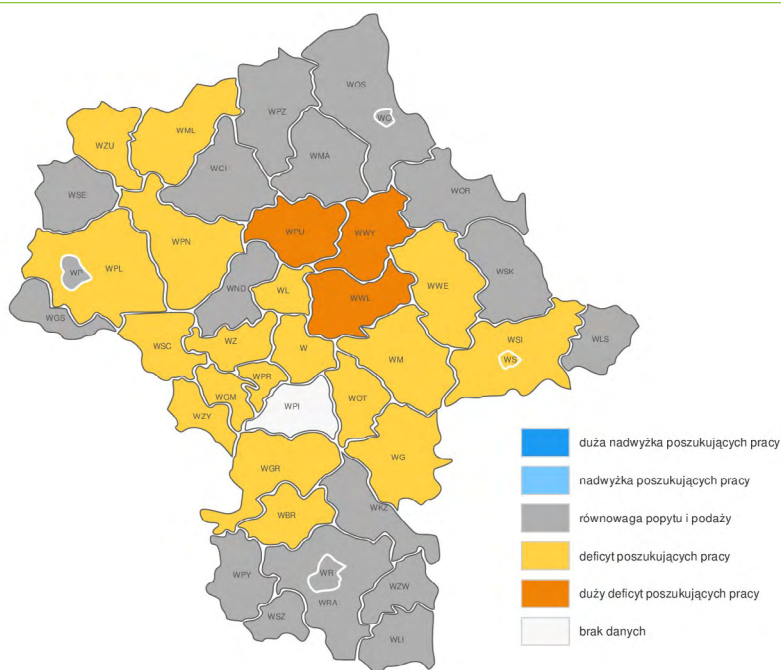 WOS
WPZ
WO
WML
WZU
WCI
WMA
WSE
WOR
WPU
WWY
WPN
WPL
WP
WSK
WWE
WND
WL
WWL
WGS
WSC
WZ
W
WM
WSI
WLS
WS
WPR
WGM
WPI
WOT
WZY
WGR
WG
WBR
WKZ
WPY
WR
WZW
WRA
WSZ
WLI
duża nadwyżka poszukujących pracy
nadwyżka poszukujących pracy
równowaga popytu i podaży
deficyt poszukujących pracy
duży deficyt poszukujących pracy
brak danych